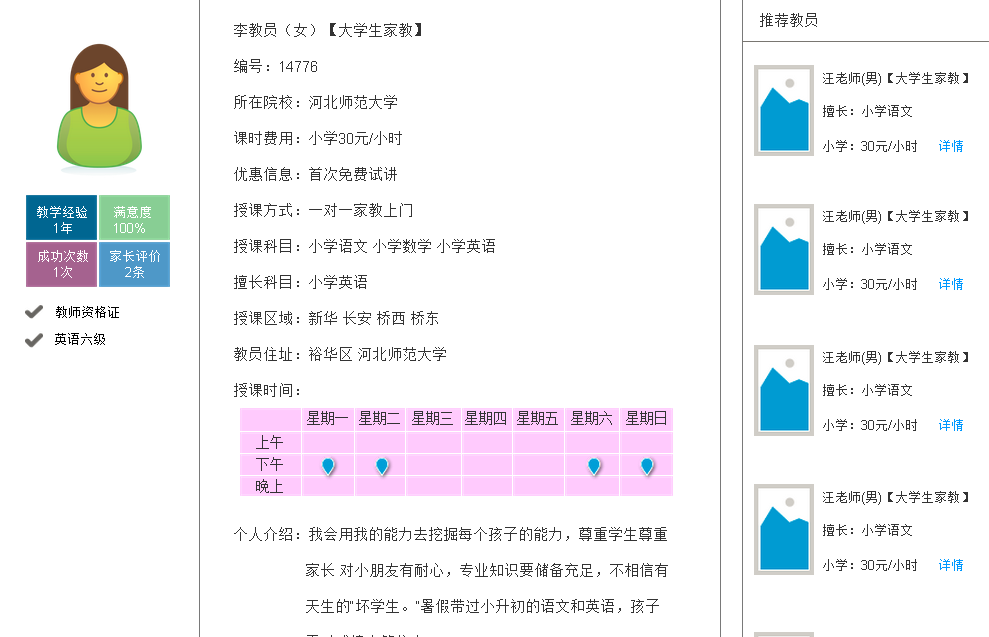 教学经验
1年
满意度
100%
成功次数
1次
家长评价
2条
教师资格证
英语六级
李教员（女）【大学生家教】
编号：14776
所在院校：河北师范大学
课时费用：小学30元/小时
优惠信息：首次免费试讲
授课方式：一对一家教上门
授课科目：小学语文 小学数学 小学英语
擅长科目：小学英语
授课区域：新华 长安 桥西 桥东
教员住址：裕华区 河北师范大学
授课时间：
星期一 星期二 星期三 星期四 星期五 星期六 星期日
上午
下午
晚上
个人介绍：我会用我的能力去挖掘每个孩子的能力，尊重学生尊重
家长 对小朋友有耐心，专业知识要储备充足，不相信有
天生的“坏学生。”暑假带过小升初的语文和英语，孩子
推荐教员
汪老师(男)【大学生家教】
擅长：小学语文
小学：30元/小时 详情
汪老师(男)【大学生家教】
擅长：小学语文
小学：30元/小时 详情
汪老师(男)【大学生家教】
擅长：小学语文
小学：30元/小时 详情
汪老师(男)【大学生家教】
擅长：小学语文
小学：30元/小时 详情